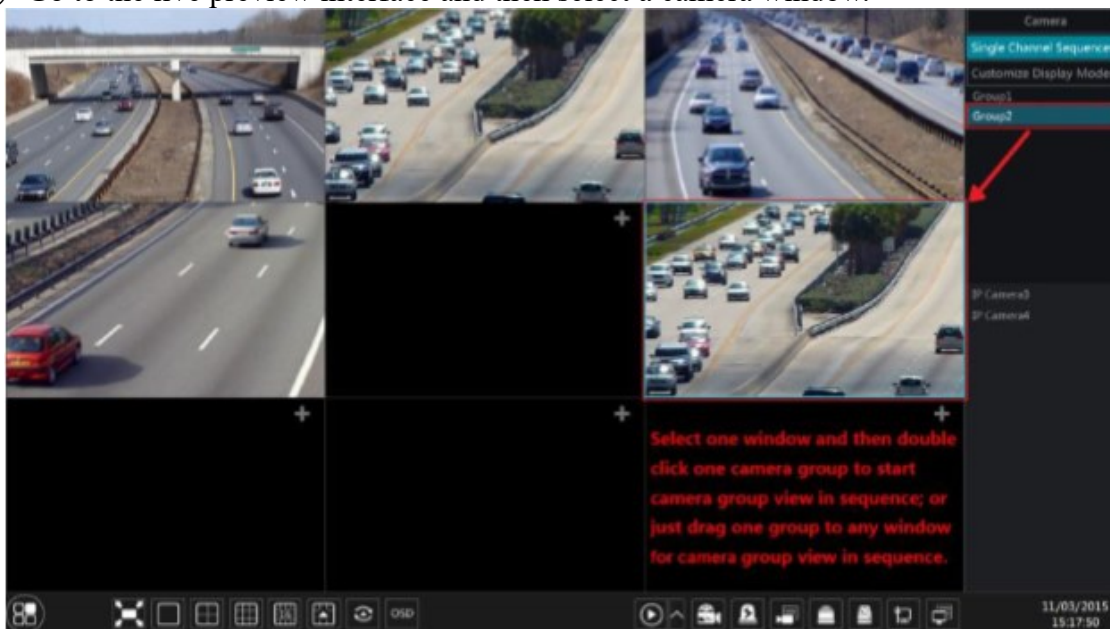 Go to the live preview interface and then select a camera window.
Camera
Single Channel Sequence
Customize Display Mode
Group1
Group2
IP Camera3
IP Camera4
Select one window and then double
click one camera group to start
camera group view in sequence; or
just drag one group to any window
for camera group view in sequence.
OSD
11/03/2015
15:17:50